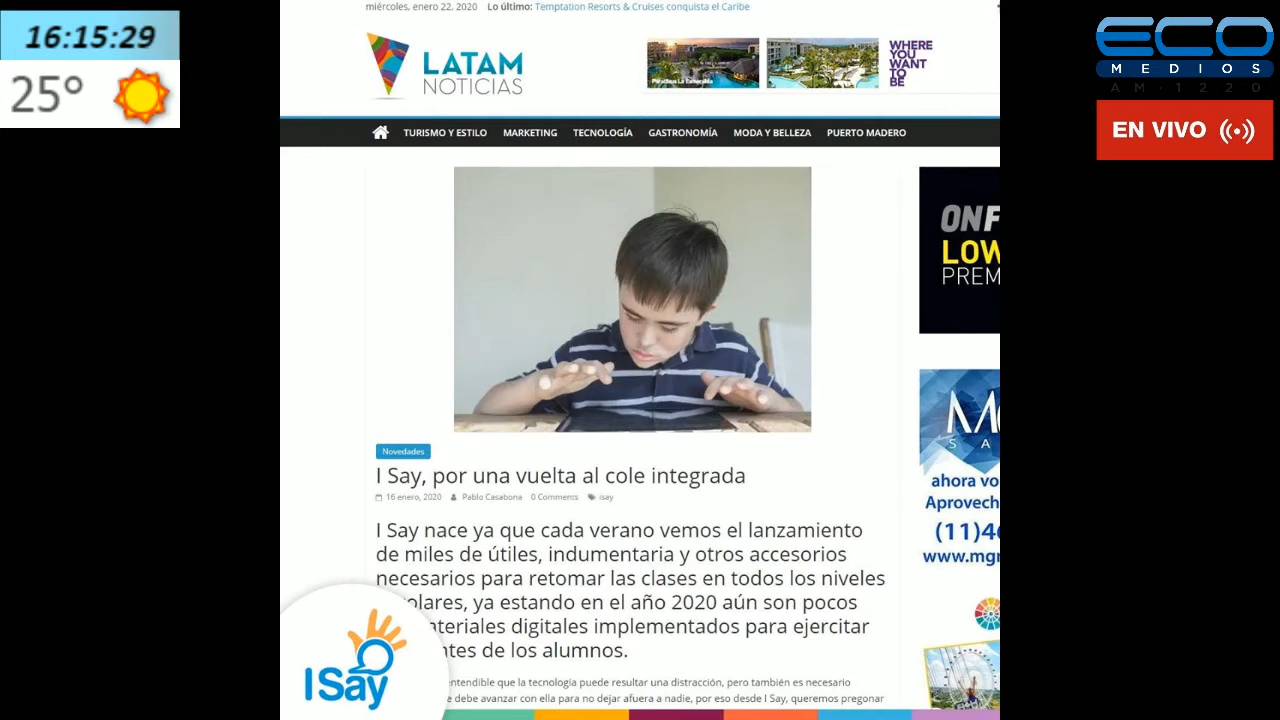 16:15:29
25°
miércoles, enero 22, 2020 Lo último: Temptation Resorts & Cruises conquista el Caribe
LATAM
NOTICIAS
Paradisus La Esmeralda
WHERE
YOU
WANT
TO
BE
ECO
MEDIOS
AM·1220
EN VIVO
TURISMO Y ESTILO MARKETING TECNOLOGÍA GASTRONOMÍA MODA Y BELLEZA PUERTO MADERO
LOW
PREM
Novedades
I Say, por una vuelta al cole integrada
16 enero, 2020 Pablo Casabona 0 Comments isay
I Say nace ya que cada verano vemos el lanzamiento
de miles de útiles, indumentaria y otros accesorios
necesarios para retomar las clases en todos los niveles
olares, ya estando en el año 2020 aún son pocos
ateriales digitales implementados para ejercitar
ntes de los alumnos.
entendible que la tecnología puede resultar una distracción, pero también es necesario
e debe avanzar con ella para no dejar afuera a nadie, por eso desde I Say, queremos pregonar
ahora vo
Aprovech
(11)4
www.mgr
I Say